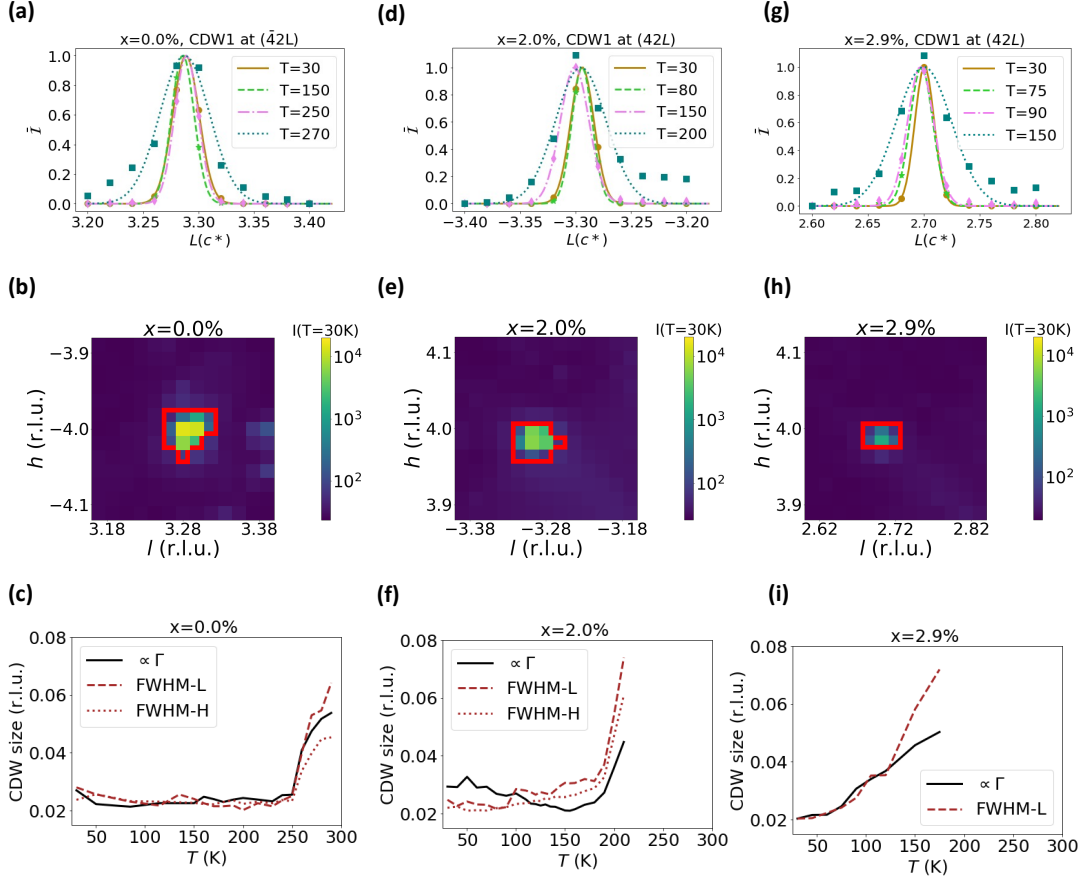 (a)
x=0.0%, CDW1 at (4̄2L)
1.0
0.8
0.6
0.4
0.2
0.0
Ī
T=30
T=150
T=250
T=270
3.20 3.25 3.30 3.35 3.40
L(c*)
(d)
x=2.0%, CDW1 at (42L)
1.0
0.8
0.6
0.4
0.2
0.0
Ī
T=30
T=80
T=150
T=200
−3.40 −3.35 −3.30 −3.25 −3.20
L(c*)
(g)
x=2.9%, CDW1 at (42L)
1.0
0.8
0.6
0.4
0.2
0.0
Ī
T=30
T=75
T=90
T=150
2.60 2.65 2.70 2.75 2.80
L(c*)
(b)
x=0.0%
I(T=30K)
−3.9
−4.0
−4.1
h (r.l.u.)
3.18 3.28 3.38
l (r.l.u.)
10⁴
10³
10²
(e)
x=2.0%
I(T=30K)
4.1
4.0
3.9
h (r.l.u.)
−3.38 −3.28 −3.18
l (r.l.u.)
10⁴
10³
10²
(h)
x=2.9%
I(T=30K)
4.1
4.0
3.9
h (r.l.u.)
2.62 2.72 2.82
l (r.l.u.)
10⁴
10³
10²
(c)
x=0.0%
0.08
0.06
0.04
0.02
0.00
CDW size (r.l.u.)
∝ Γ
FWHM-L
FWHM-H
50 100 150 200 250 300
T (K)
(f)
x=2.0%
0.08
0.06
0.04
0.02
0.00
CDW size (r.l.u.)
∝ Γ
FWHM-L
FWHM-H
50 100 150 200 250 300
T (K)
(i)
x=2.9%
0.08
0.06
0.04
0.02
CDW size (r.l.u.)
∝ Γ
FWHM-L
50 100 150 200 250 300
T (K)